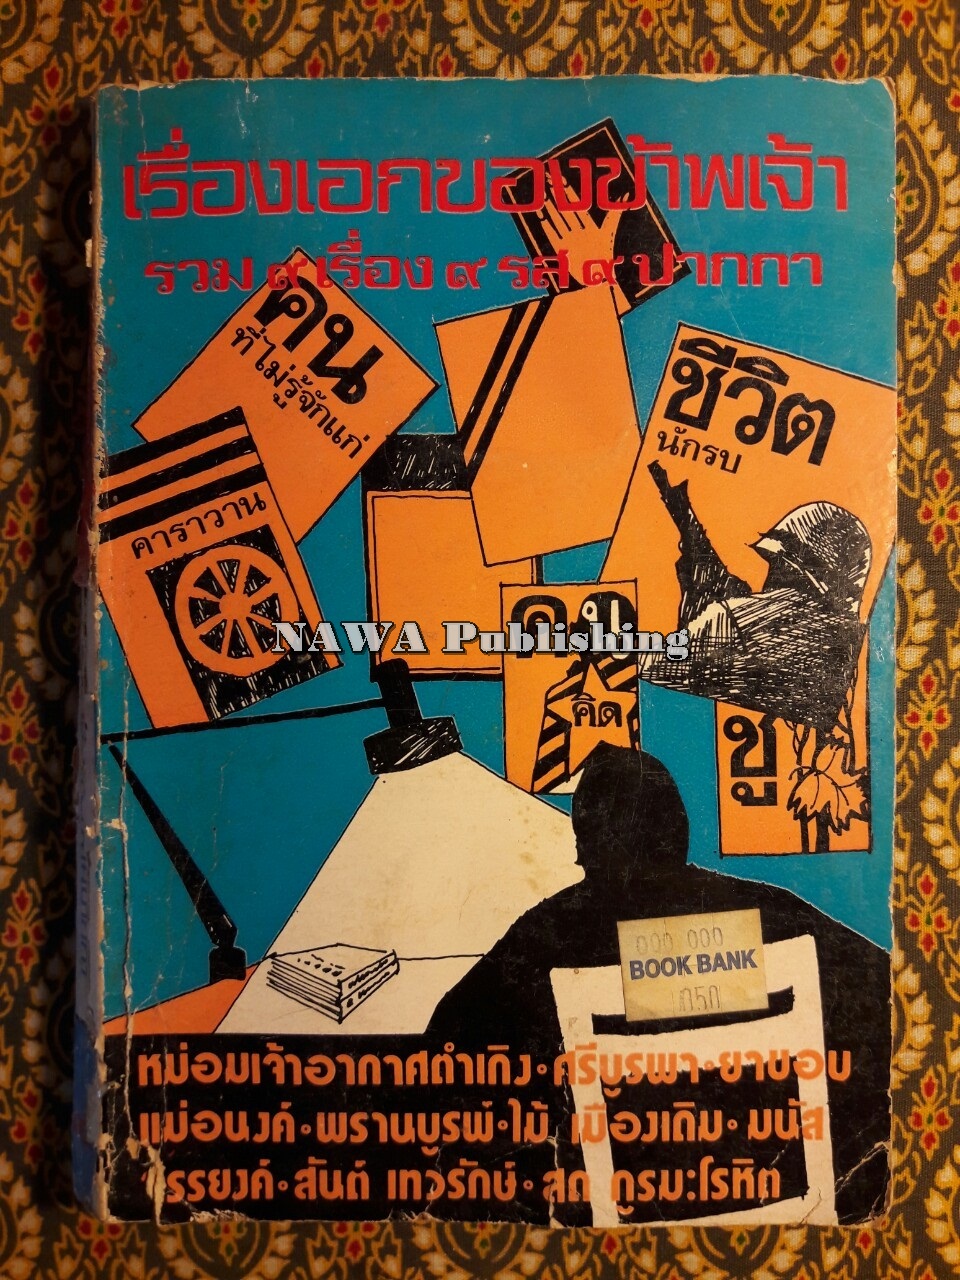 เรื่องเอกของข้าพเจ้า
รวม ๙ เรื่อง ๙ รส ๙ ปากกา
คน
ที่ไม่รู้จักแก่
ชีวิต
นักรบ
คาราวาน
NAWA Publishing
คิด
ชู
000 000
BOOK BANK
050
หม่อมเจ้าอากาศดำเกิง • ศรีบูรพา • ยาขอบ
แม่อนงค์ • พรานบูรพ์ • ไม้ เมืองเดิม • มนัส
จรรยงค์ • สันต์ เทวรักษ์ • สด กูรมะโรหิต